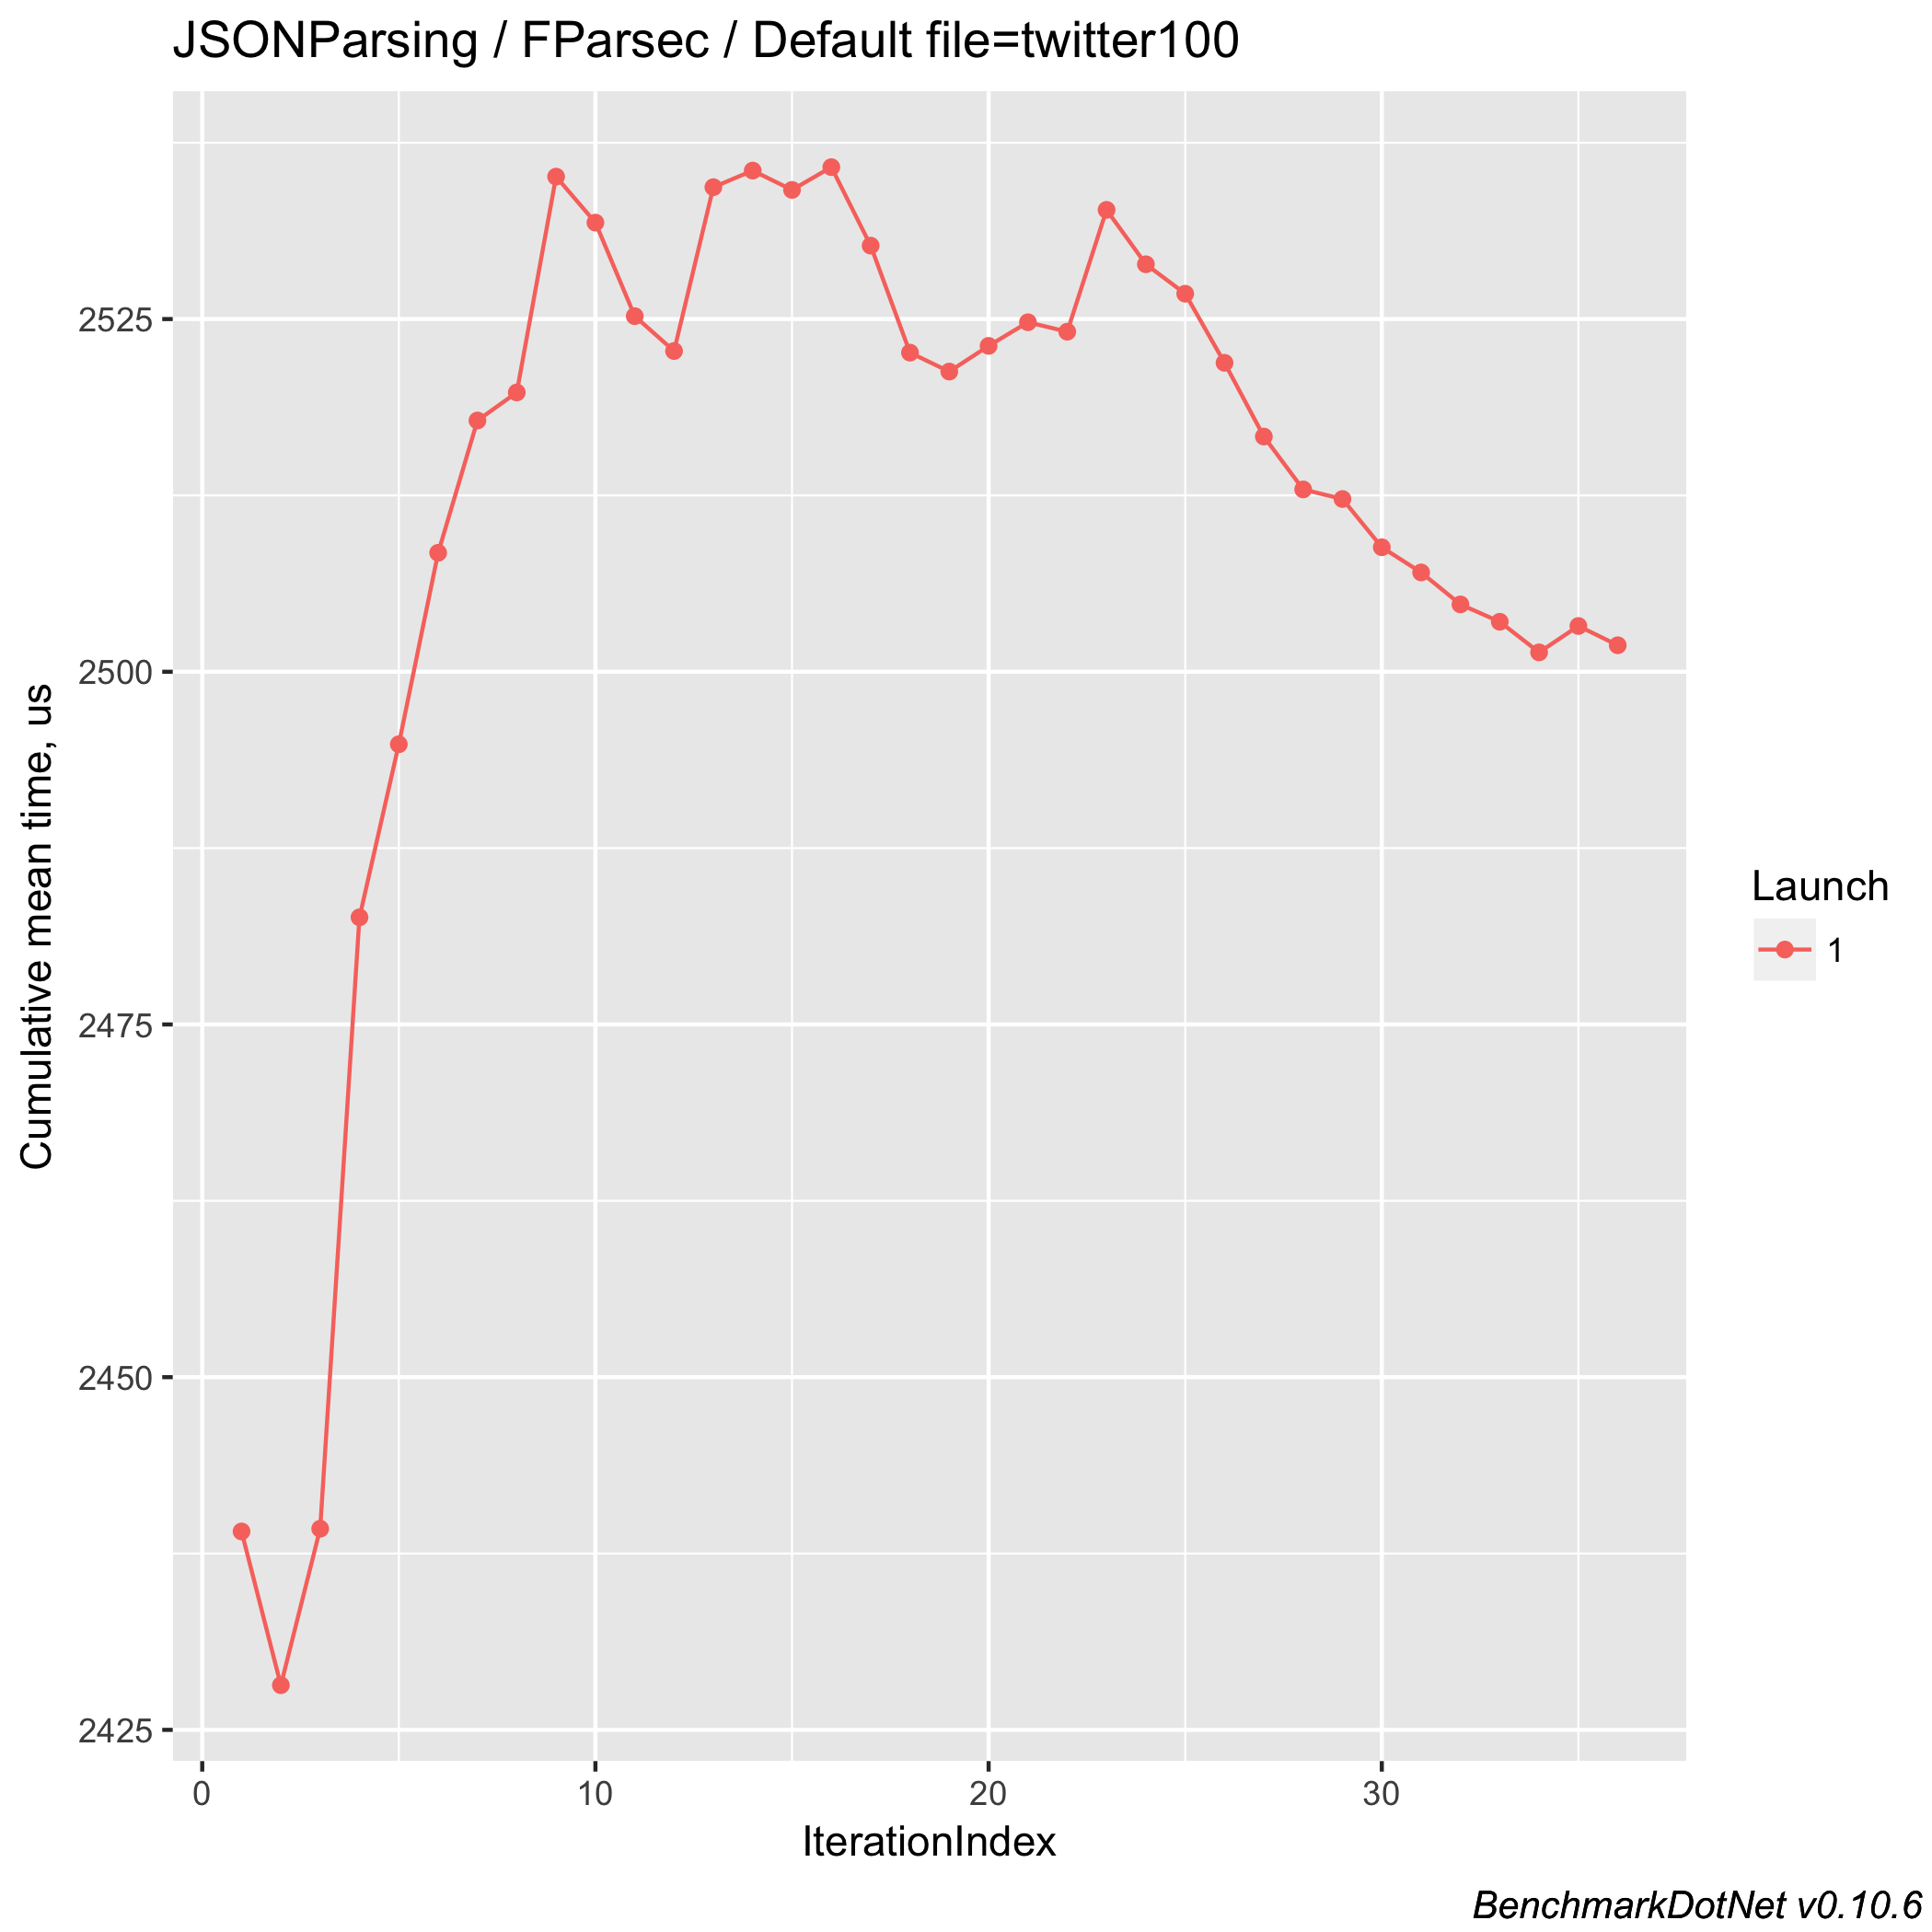 JSONParsing / FParsec / Default file=twitter100
Cumulative mean time, us
2525
2500
2475
2450
2425
0 10 20 30
IterationIndex
Launch
1
BenchmarkDotNet v0.10.6